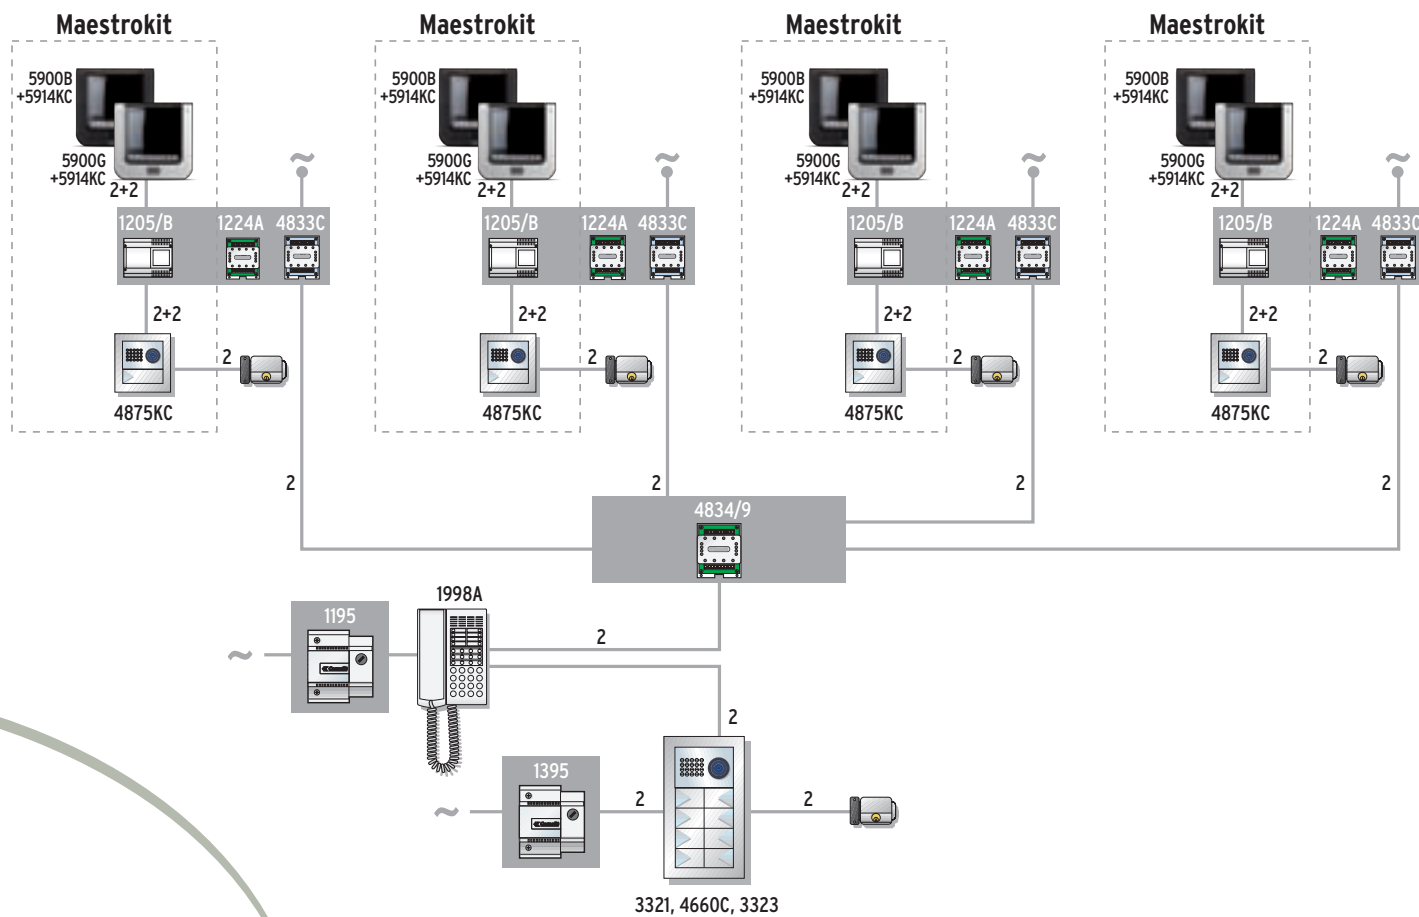 Maestrokit
Maestrokit
Maestrokit
Maestrokit
5900B
+5914KC
5900G
+5914KC
2+2
5900B
+5914KC
5900G
+5914KC
2+2
5900B
+5914KC
5900G
+5914KC
2+2
5900B
+5914KC
5900G
+5914KC
2+2
~
~
~
~
1205/B 1224A 4833C
1205/B 1224A 4833C
1205/B 1224A 4833C
1205/B 1224A 4833C
2+2
2+2
2+2
2+2
2
2
2
2
4875KC
4875KC
4875KC
4875KC
2
2
2
2
4834/9
1998A
1195
~
Comelit
2
2
1395
~
Comelit
2
2
3321, 4660C, 3323